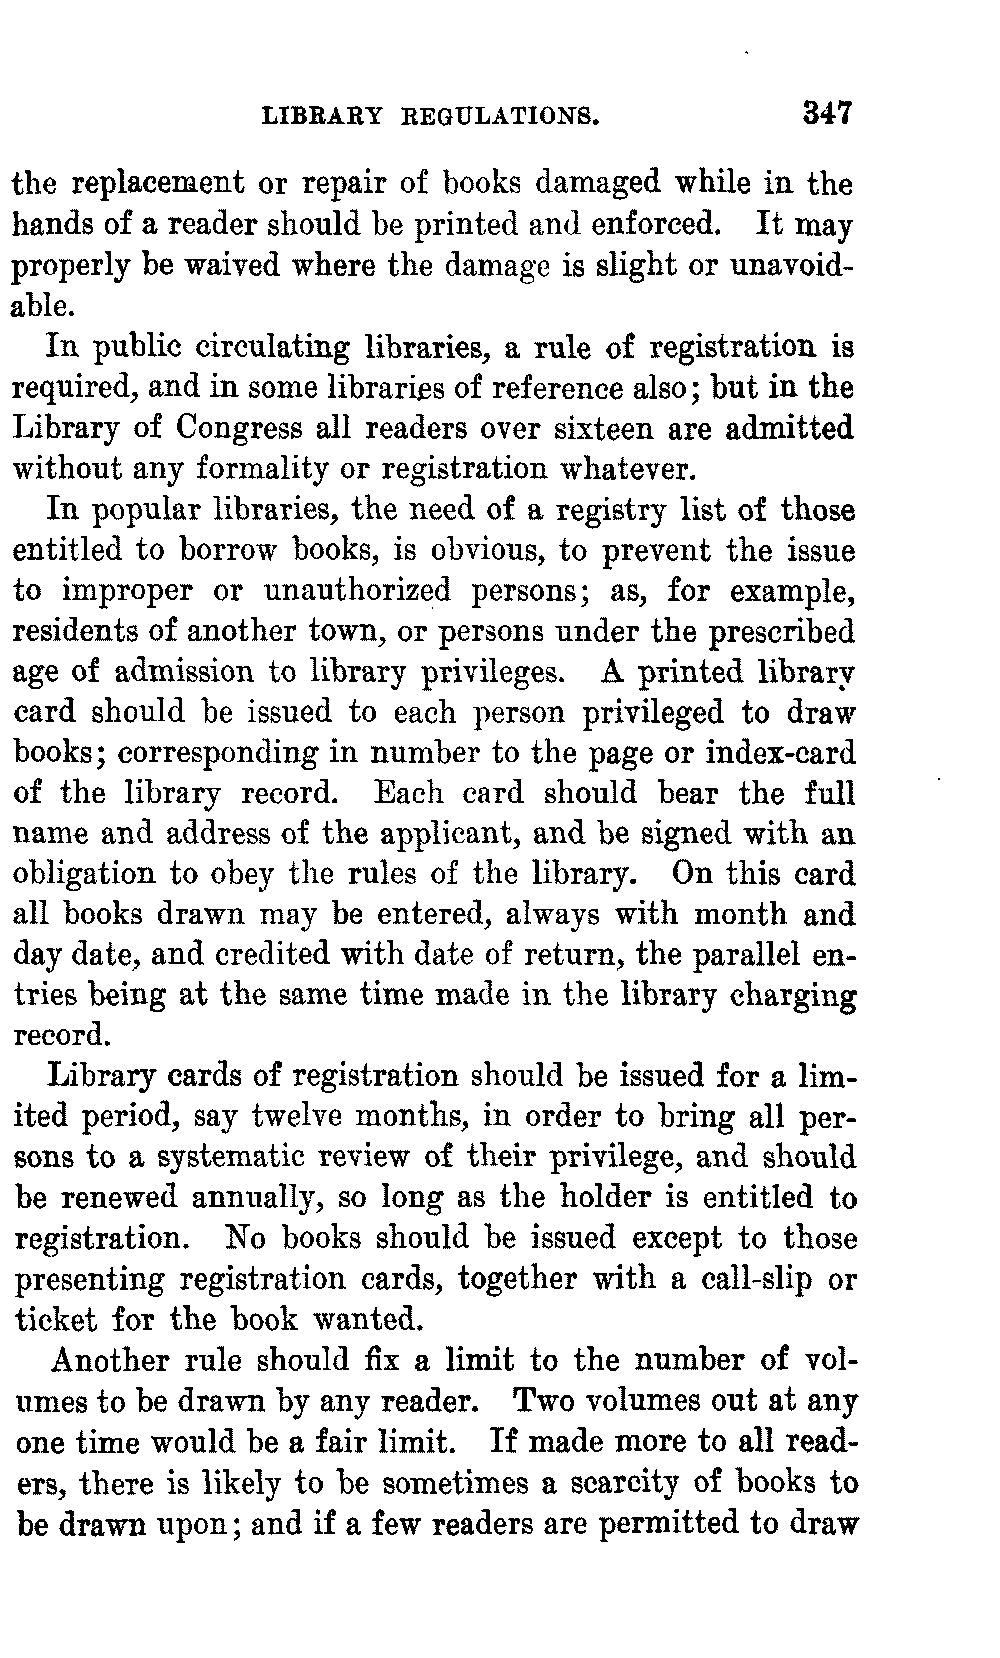 LIBRARY REGULATIONS. 347
the replacement or repair of books damaged while in the
hands of a reader should be printed and enforced. It may
properly be waived where the damage is slight or unavoid-
able.
In public circulating libraries, a rule of registration is
required, and in some libraries of reference also; but in the
Library of Congress all readers over sixteen are admitted
without any formality or registration whatever.
In popular libraries, the need of a registry list of those
entitled to borrow books, is obvious, to prevent the issue
to improper or unauthorized persons; as, for example,
residents of another town, or persons under the prescribed
age of admission to library privileges. A printed library
card should be issued to each person privileged to draw
books; corresponding in number to the page or index-card
of the library record. Each card should bear the full
name and address of the applicant, and be signed with an
obligation to obey the rules of the library. On this card
all books drawn may be entered, always with month and
day date, and credited with date of return, the parallel en-
tries being at the same time made in the library charging
record.
Library cards of registration should be issued for a lim-
ited period, say twelve months, in order to bring all per-
sons to a systematic review of their privilege, and should
be renewed annually, so long as the holder is entitled to
registration. No books should be issued except to those
presenting registration cards, together with a call-slip or
ticket for the book wanted.
Another rule should fix a limit to the number of vol-
umes to be drawn by any reader. Two volumes out at any
one time would be a fair limit. If made more to all read-
ers, there is likely to be sometimes a scarcity of books to
be drawn upon; and if a few readers are permitted to draw